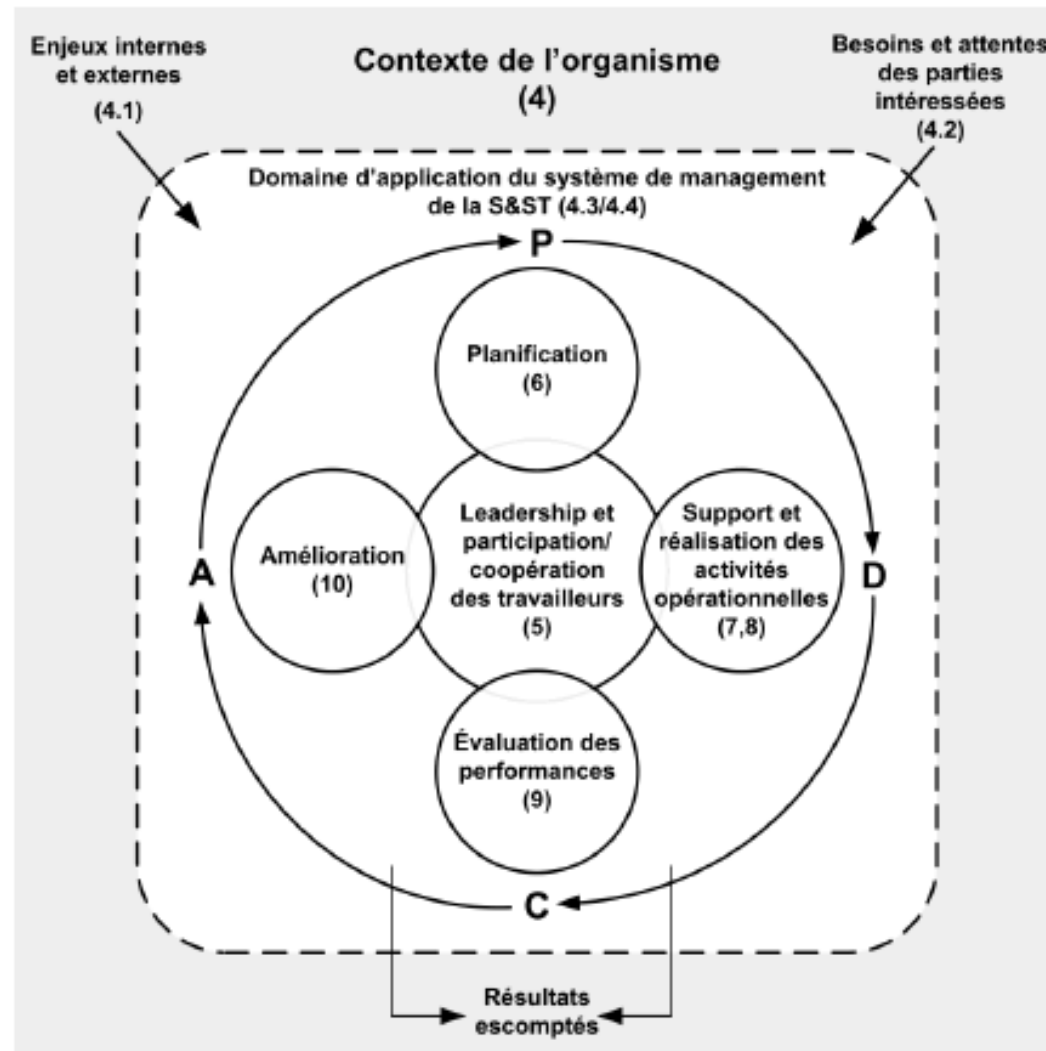 Enjeux internes
et externes
(4.1)
Contexte de l'organisme
(4)
Besoins et attentes
des parties
intéressées
(4.2)
Domaine d'application du système de management
de la S&ST (4.3/4.4)
P
Planification
(6)
A
Amélioration
(10)
Leadership et
participation/
coopération
des travailleurs
(5)
Support et
réalisation des
activités
opérationnelles
(7,8)
D
Évaluation des
performances
(9)
C
Résultats
escomptés